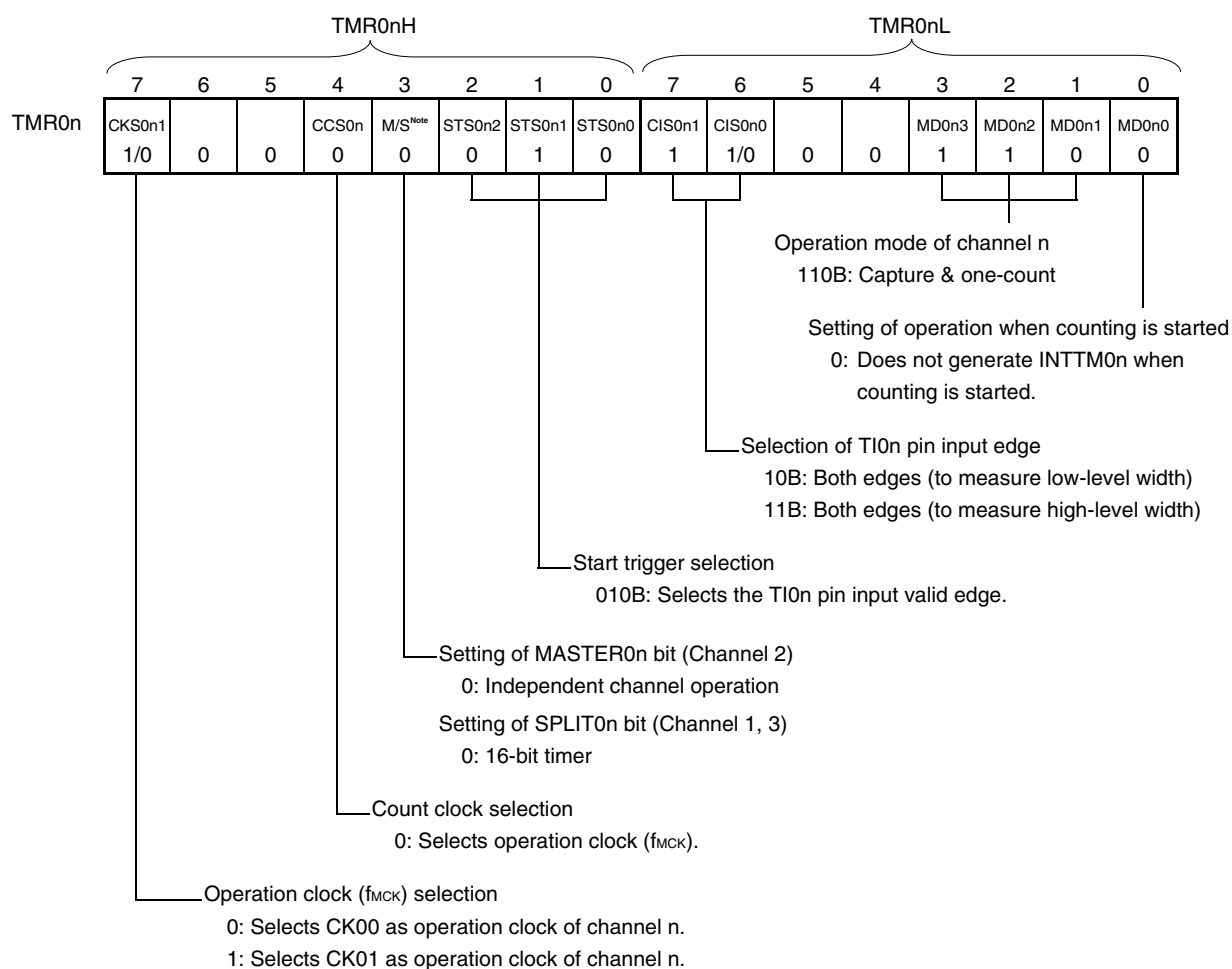 TMR0nH TMR0nL
7 6 5 4 3 2 1 0 7 6 5 4 3 2 1 0
TMR0n CKS0n1 CCS0n M/SNote STS0n2 STS0n1 STS0n0 CIS0n1 CIS0n0 MD0n3 MD0n2 MD0n1 MD0n0
1/0 0 0 0 0 0 1 0 1 1/0 0 0 1 1 0 0
Operation mode of channel n
110B: Capture & one-count
Setting of operation when counting is started
0: Does not generate INTTM0n when
counting is started.
Selection of TI0n pin input edge
10B: Both edges (to measure low-level width)
11B: Both edges (to measure high-level width)
Start trigger selection
010B: Selects the TI0n pin input valid edge.
Setting of MASTER0n bit (Channel 2)
0: Independent channel operation
Setting of SPLIT0n bit (Channel 1, 3)
0: 16-bit timer
Count clock selection
0: Selects operation clock (fMCK).
Operation clock (fMCK) selection
0: Selects CK00 as operation clock of channel n.
1: Selects CK01 as operation clock of channel n.